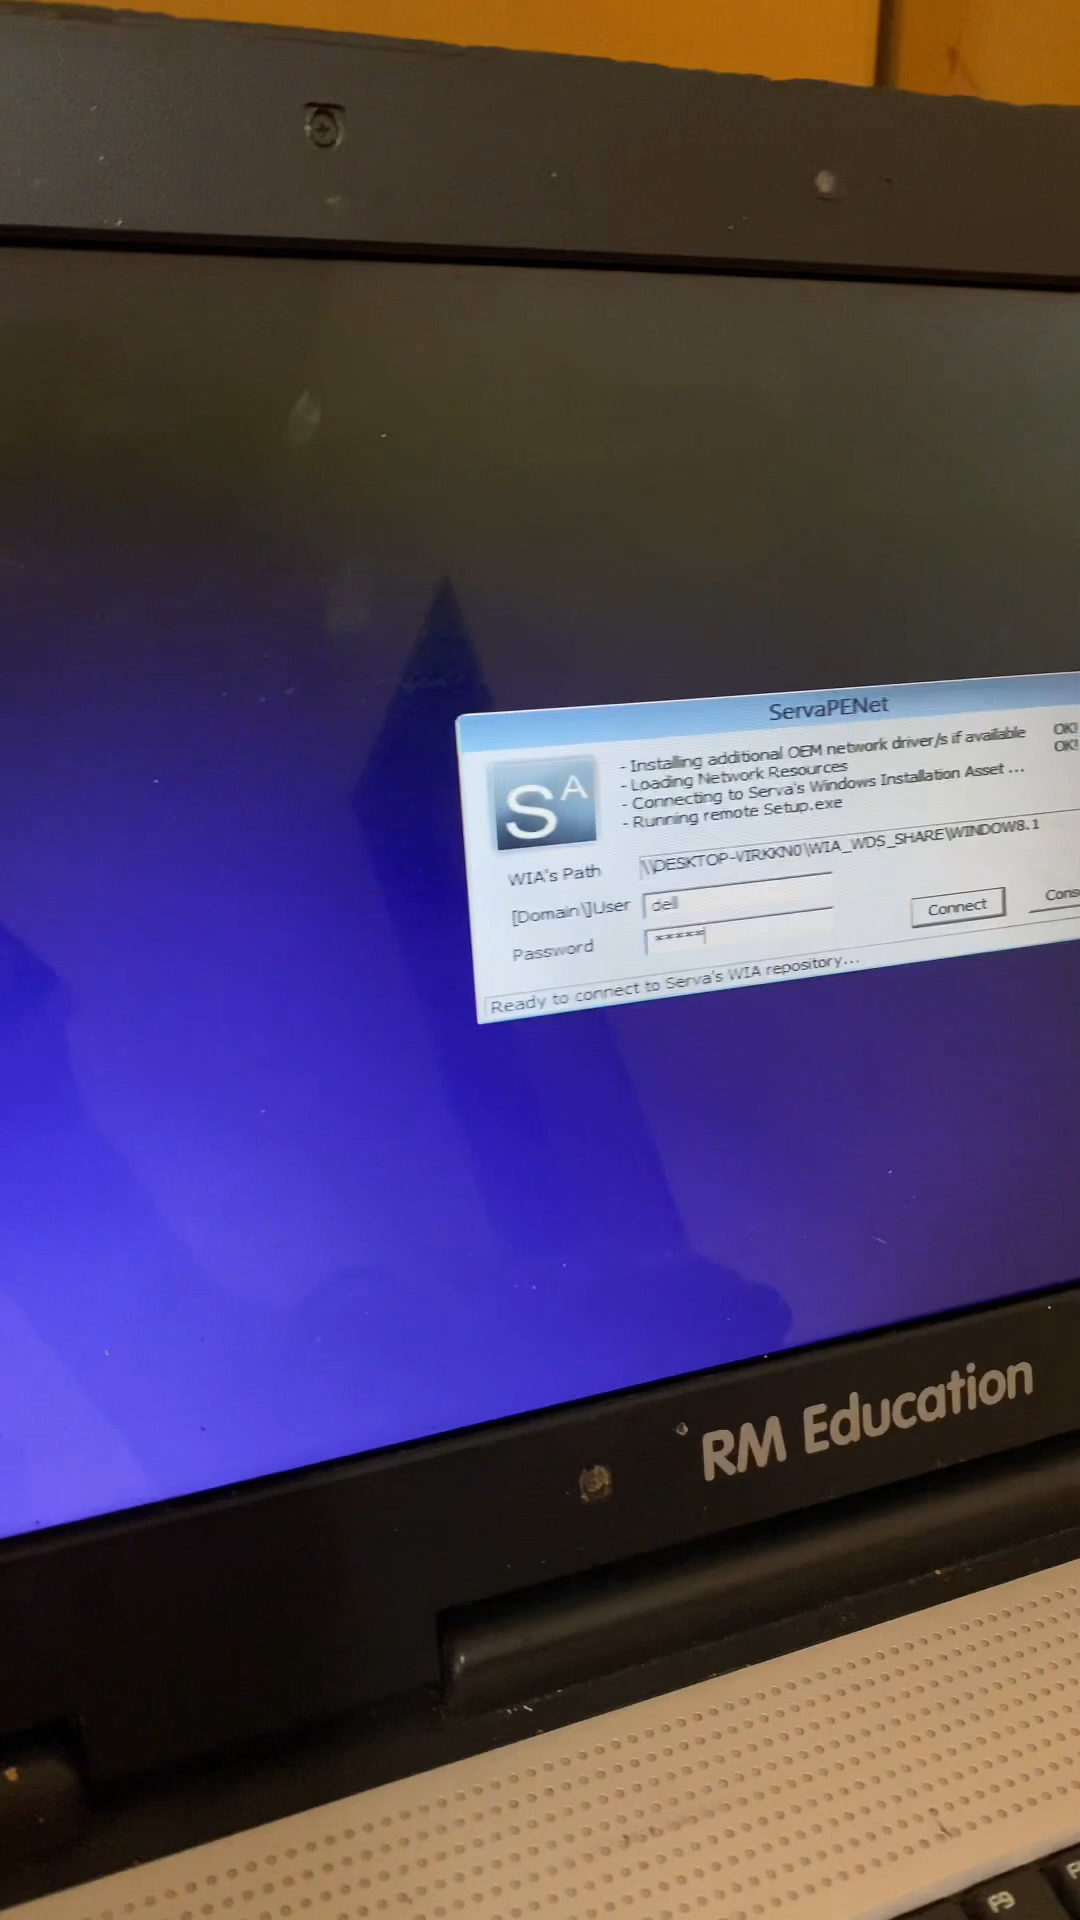 ServaPENet
- Installing additional OEM network driver/s if available OK!
- Loading Network Resources OK!
- Connecting to Serva's Windows Installation Asset ...
- Running remote Setup.exe
SA
WIA's Path \\DESKTOP-VIRKKN0\WIA_WDS_SHARE\WINDOW8.1
[Domain\]User dell
Connect
Cons
Password *****
Ready to connect to Serva's WIA repository...
RM Education
F9